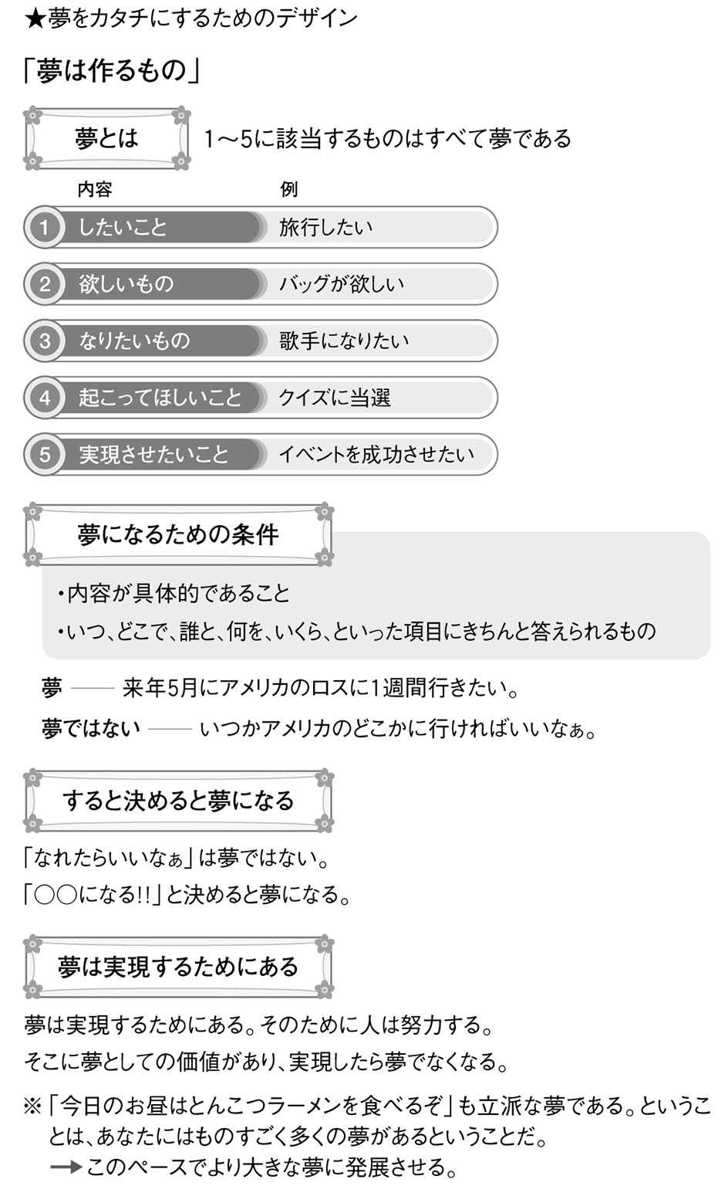 ★夢をカタチにするためのデザイン
「夢は作るもの」
夢とは 1〜5に該当するものはすべて夢である
内容 例
1 したいこと 旅行したい
2 欲しいもの バッグが欲しい
3 なりたいもの 歌手になりたい
4 起こってほしいこと クイズに当選
5 実現させたいこと イベントを成功させたい
夢になるための条件
・内容が具体的であること
・いつ、どこで、誰と、何を、いくら、といった項目にきちんと答えられるもの
夢 —— 来年5月にアメリカのロスに1週間行きたい。
夢ではない —— いつかアメリカのどこかに行ければいいなぁ。
すると決めると夢になる
「なれたらいいなぁ」は夢ではない。
「○○になる!!」と決めると夢になる。
夢は実現するためにある
夢は実現するためにある。そのために人は努力する。
そこに夢としての価値があり、実現したら夢でなくなる。
※「今日のお昼はとんこつラーメンを食べるぞ」も立派な夢である。というこ
とは、あなたにはものすごく多くの夢があるということだ。
→このペースでより大きな夢に発展させる。